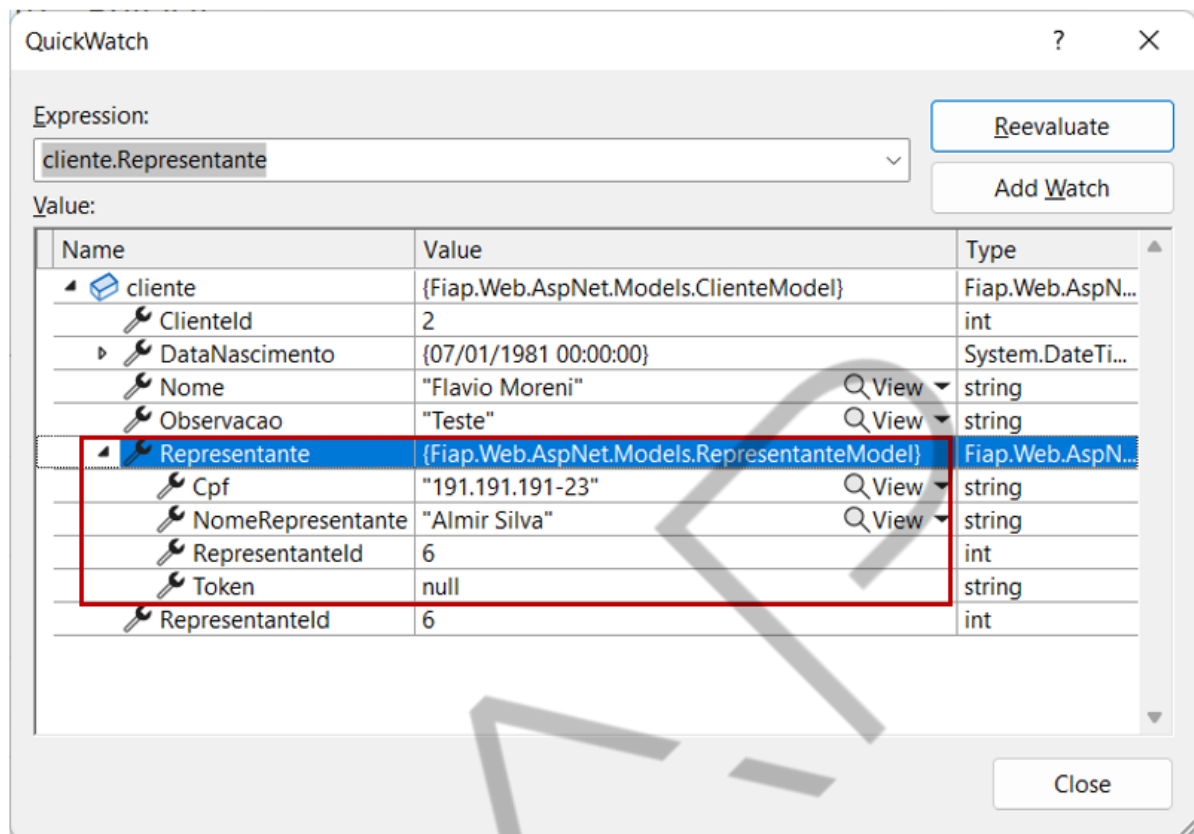 QuickWatch ? ×
Expression:
Reevaluate
cliente.Representante
Add Watch
Value:
Name Value Type
cliente {Fiap.Web.AspNet.Models.ClienteModel} Fiap.Web.AspN...
ClienteId 2 int
DataNascimento {07/01/1981 00:00:00} System.DateTi...
Nome "Flavio Moreni" View string
Observacao "Teste" View string
Representante {Fiap.Web.AspNet.Models.RepresentanteModel} Fiap.Web.AspN...
Cpf "191.191.191-23" View string
NomeRepresentante "Almir Silva" View string
RepresentanteId 6 int
Token null string
RepresentanteId 6 int
Close